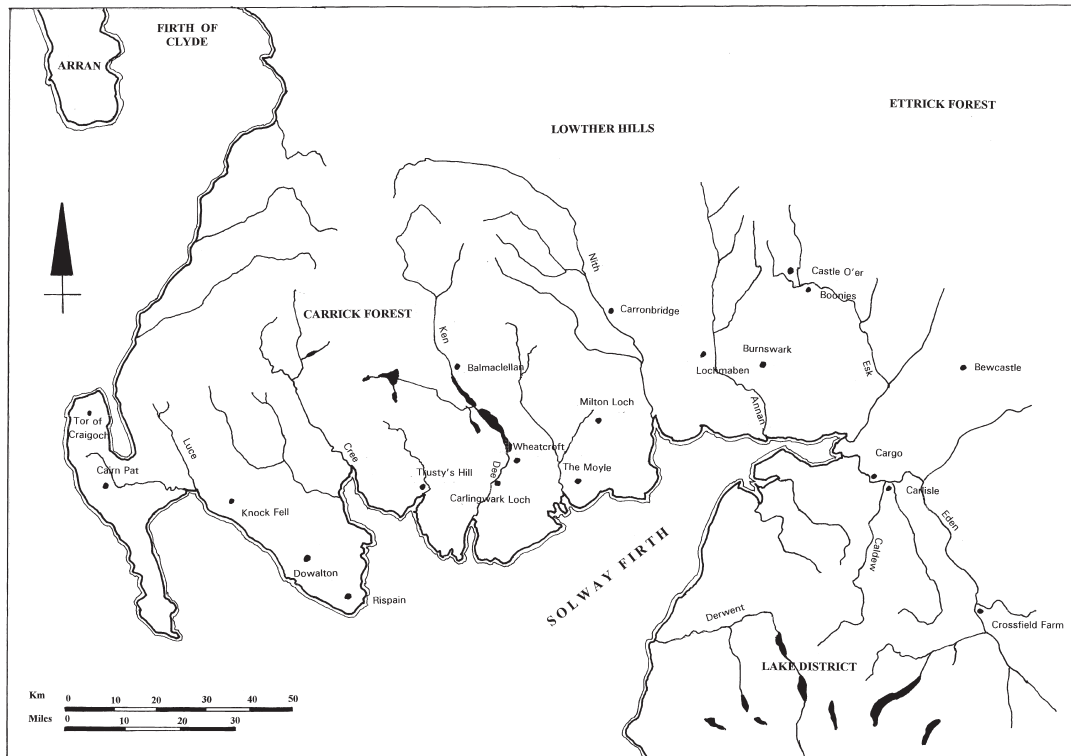 FIRTH OF
CLYDE
ARRAN
ETTRICK FOREST
LOWTHER HILLS
Nith
Castle O'er
Boonies
Carronbridge
CARRICK FOREST
Ken
Burnswark
Lochmaben
Esk
Bewcastle
Balmaclellan
Annan
Milton Loch
Tor of
Craigoch
Luce
Cree
Wheatcroft
Cargo
Cairn Pat
Trusty's Hill
Dee
The Moyle
Carlisle
Carlingwark Loch
Knock Fell
Eden
Caldew
SOLWAY FIRTH
Dowalton
Rispain
Derwent
Crossfield Farm
LAKE DISTRICT
Km 0 10 20 30 40 50
Miles 0 10 20 30